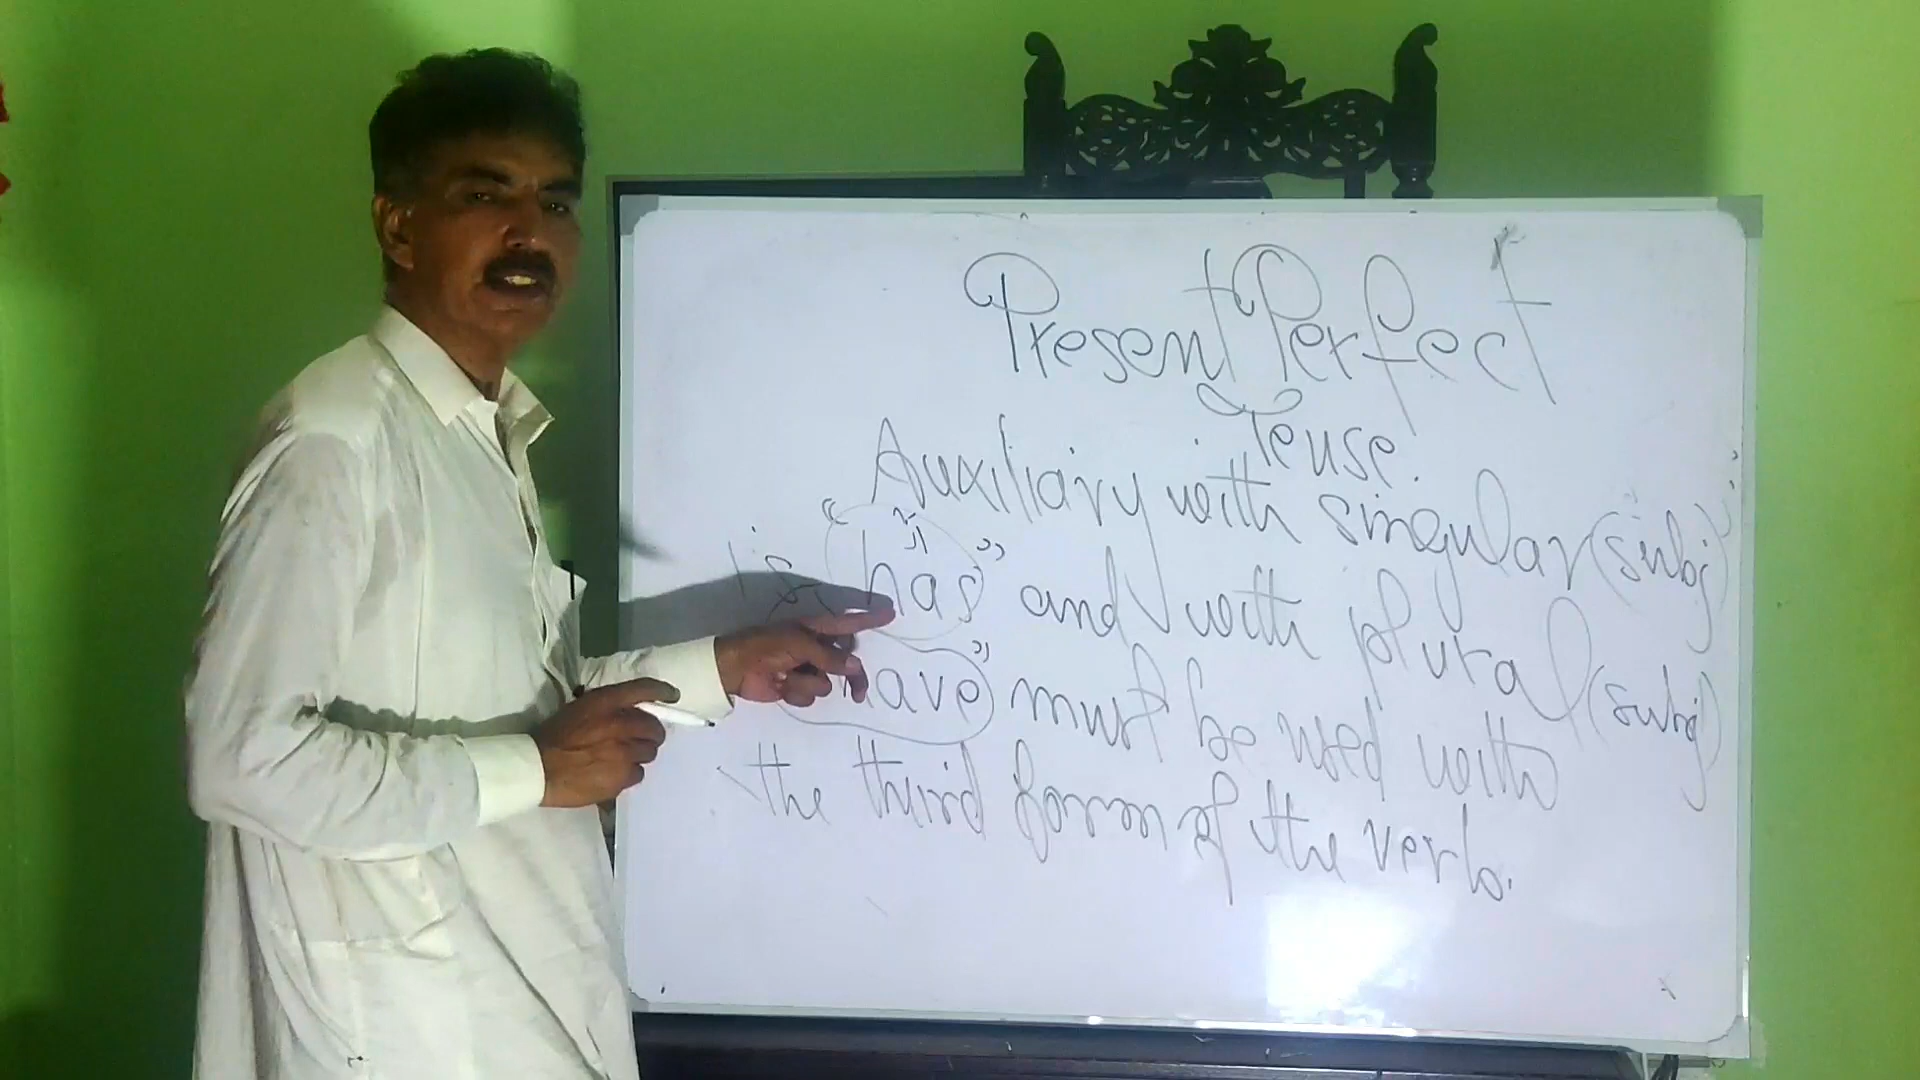 Present Perfect
Tense.
Auxiliary with singular (subj)
is "has" and with plural (subj)
have" must be used with
the third form of the verb.